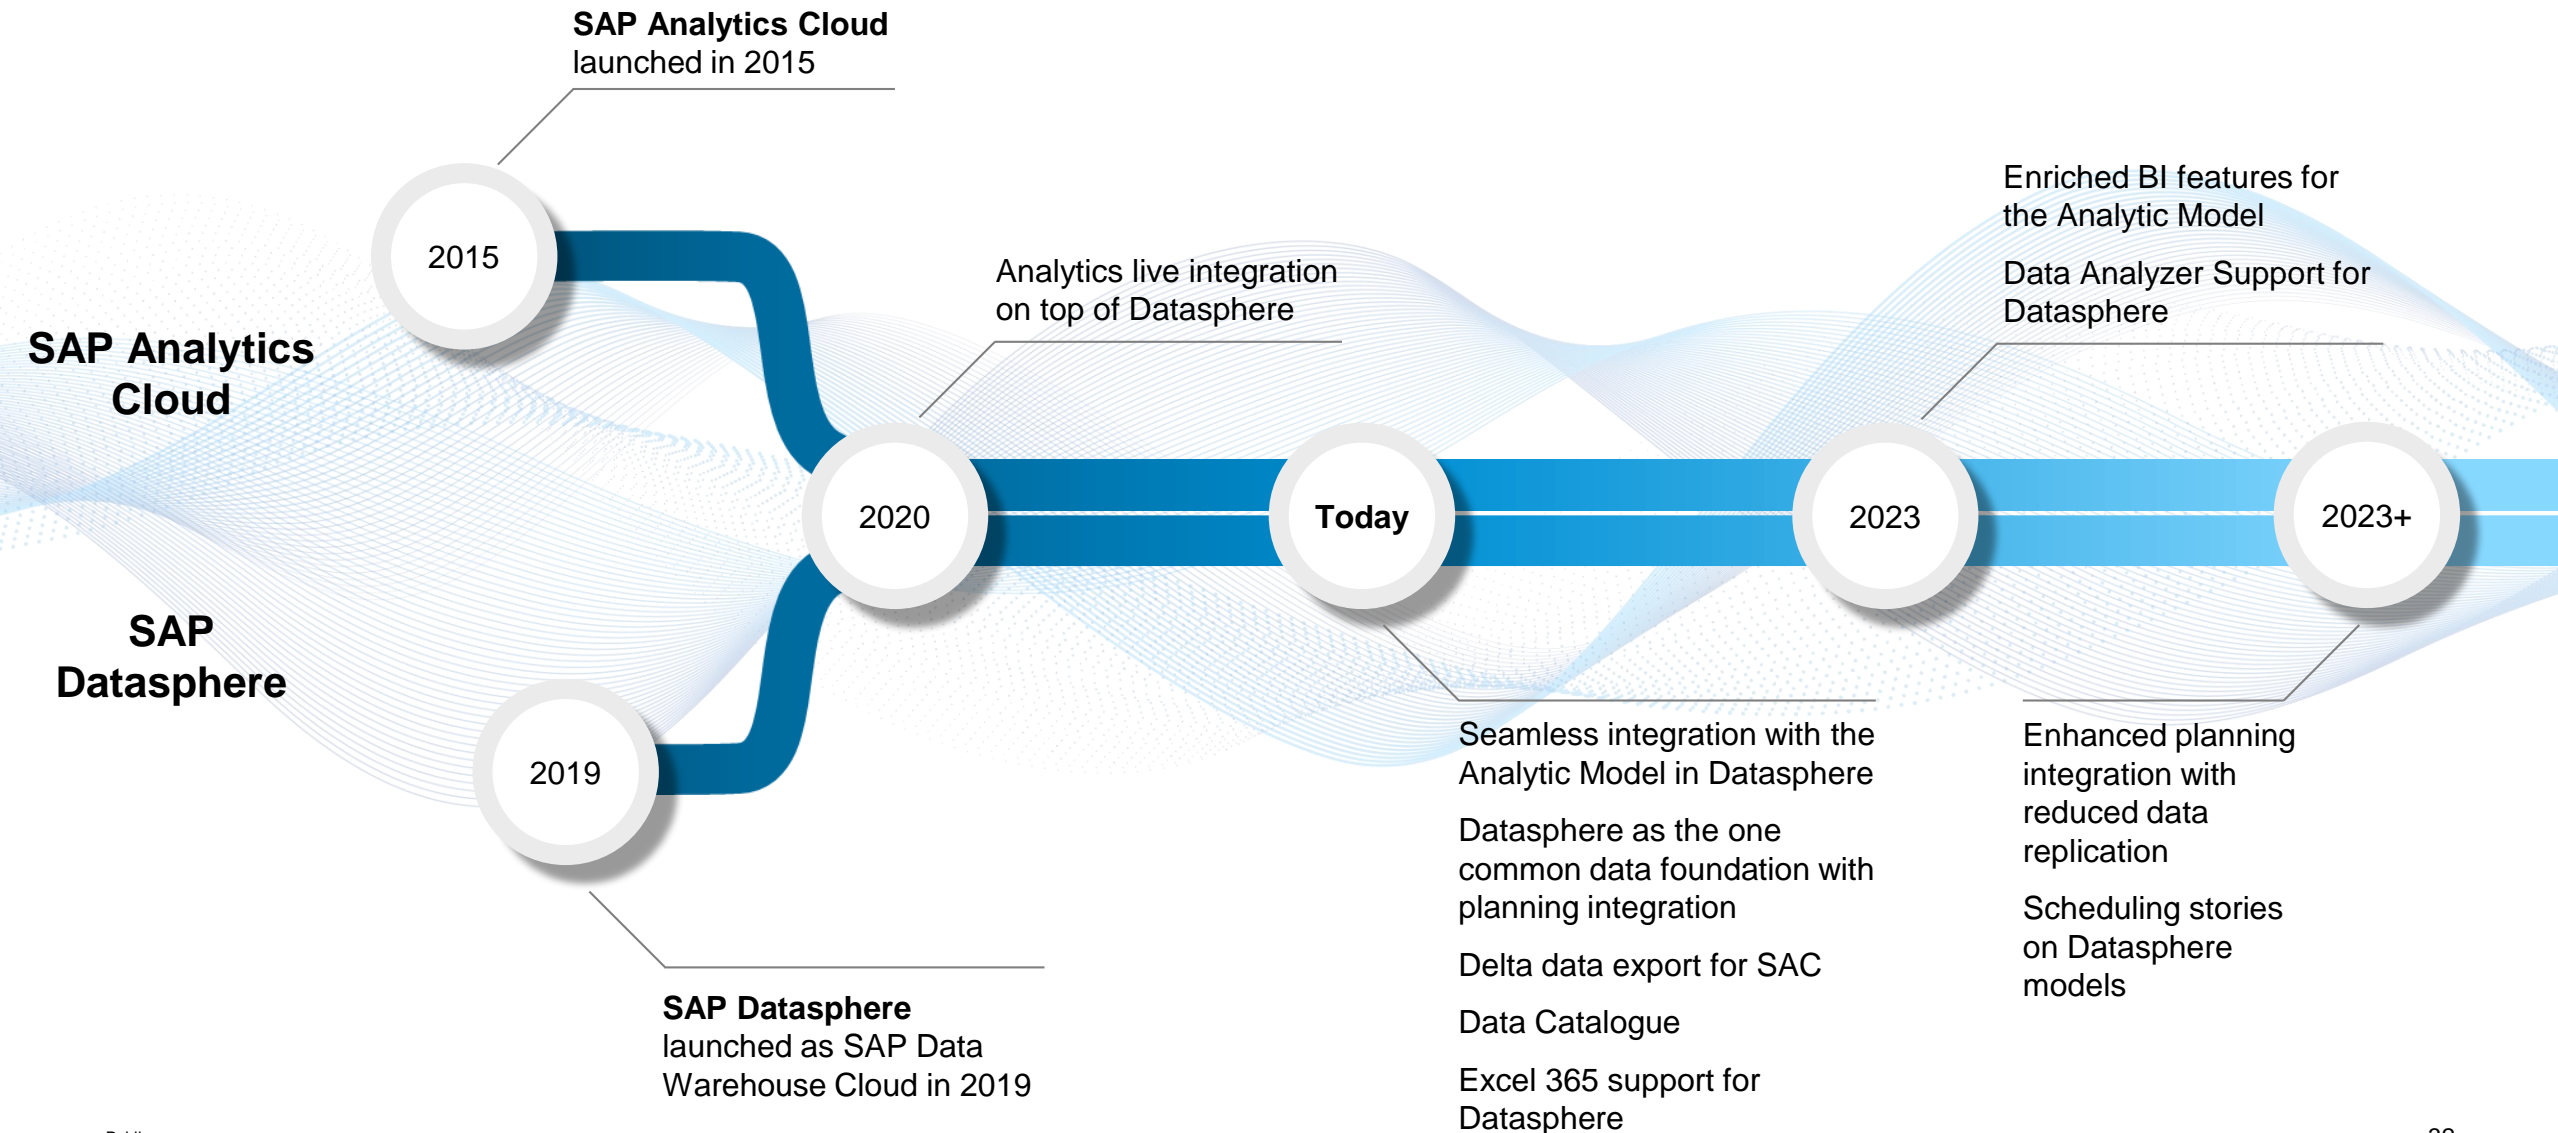 SAP Analytics Cloud
launched in 2015
2015
SAP Analytics
Cloud
SAP
Datasphere
2019
SAP Datasphere
launched as SAP Data
Warehouse Cloud in 2019
Analytics live integration
on top of Datasphere
2020
Today
Seamless integration with the
Analytic Model in Datasphere
Datasphere as the one
common data foundation with
planning integration
Delta data export for SAC
Data Catalogue
Excel 365 support for
Datasphere
Enriched BI features for
the Analytic Model
Data Analyzer Support for
Datasphere
2023
2023+
Enhanced planning
integration with
reduced data
replication
Scheduling stories
on Datasphere
models